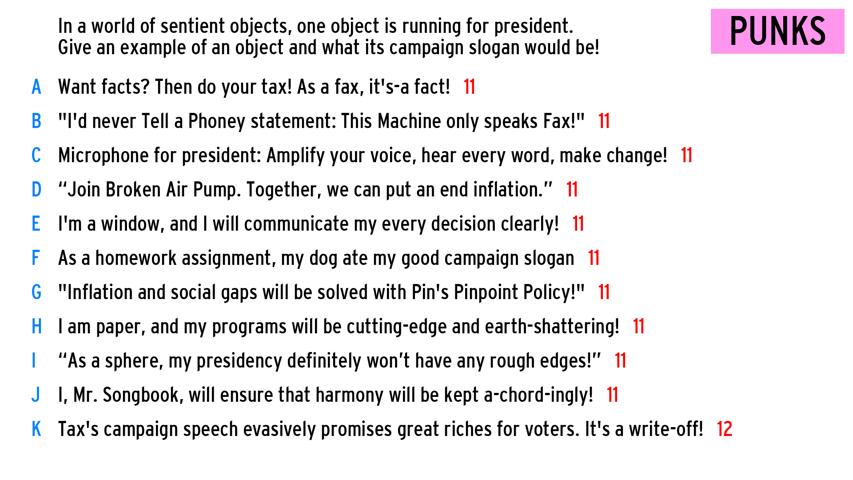 In a world of sentient objects, one object is running for president.
Give an example of an object and what its campaign slogan would be!
PUNKS
A Want facts? Then do your tax! As a fax, it's-a fact! 11
B "I'd never Tell a Phoney statement: This Machine only speaks Fax!" 11
C Microphone for president: Amplify your voice, hear every word, make change! 11
D “Join Broken Air Pump. Together, we can put an end inflation.” 11
E I'm a window, and I will communicate my every decision clearly! 11
F As a homework assignment, my dog ate my good campaign slogan 11
G "Inflation and social gaps will be solved with Pin's Pinpoint Policy!" 11
H I am paper, and my programs will be cutting-edge and earth-shattering! 11
I “As a sphere, my presidency definitely won’t have any rough edges!” 11
J I, Mr. Songbook, will ensure that harmony will be kept a-chord-ingly! 11
K Tax's campaign speech evasively promises great riches for voters. It's a write-off! 12